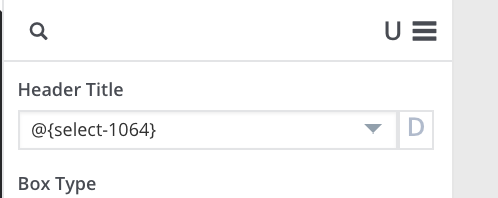 U
Header Title
@{select-1064}
D
Box Type